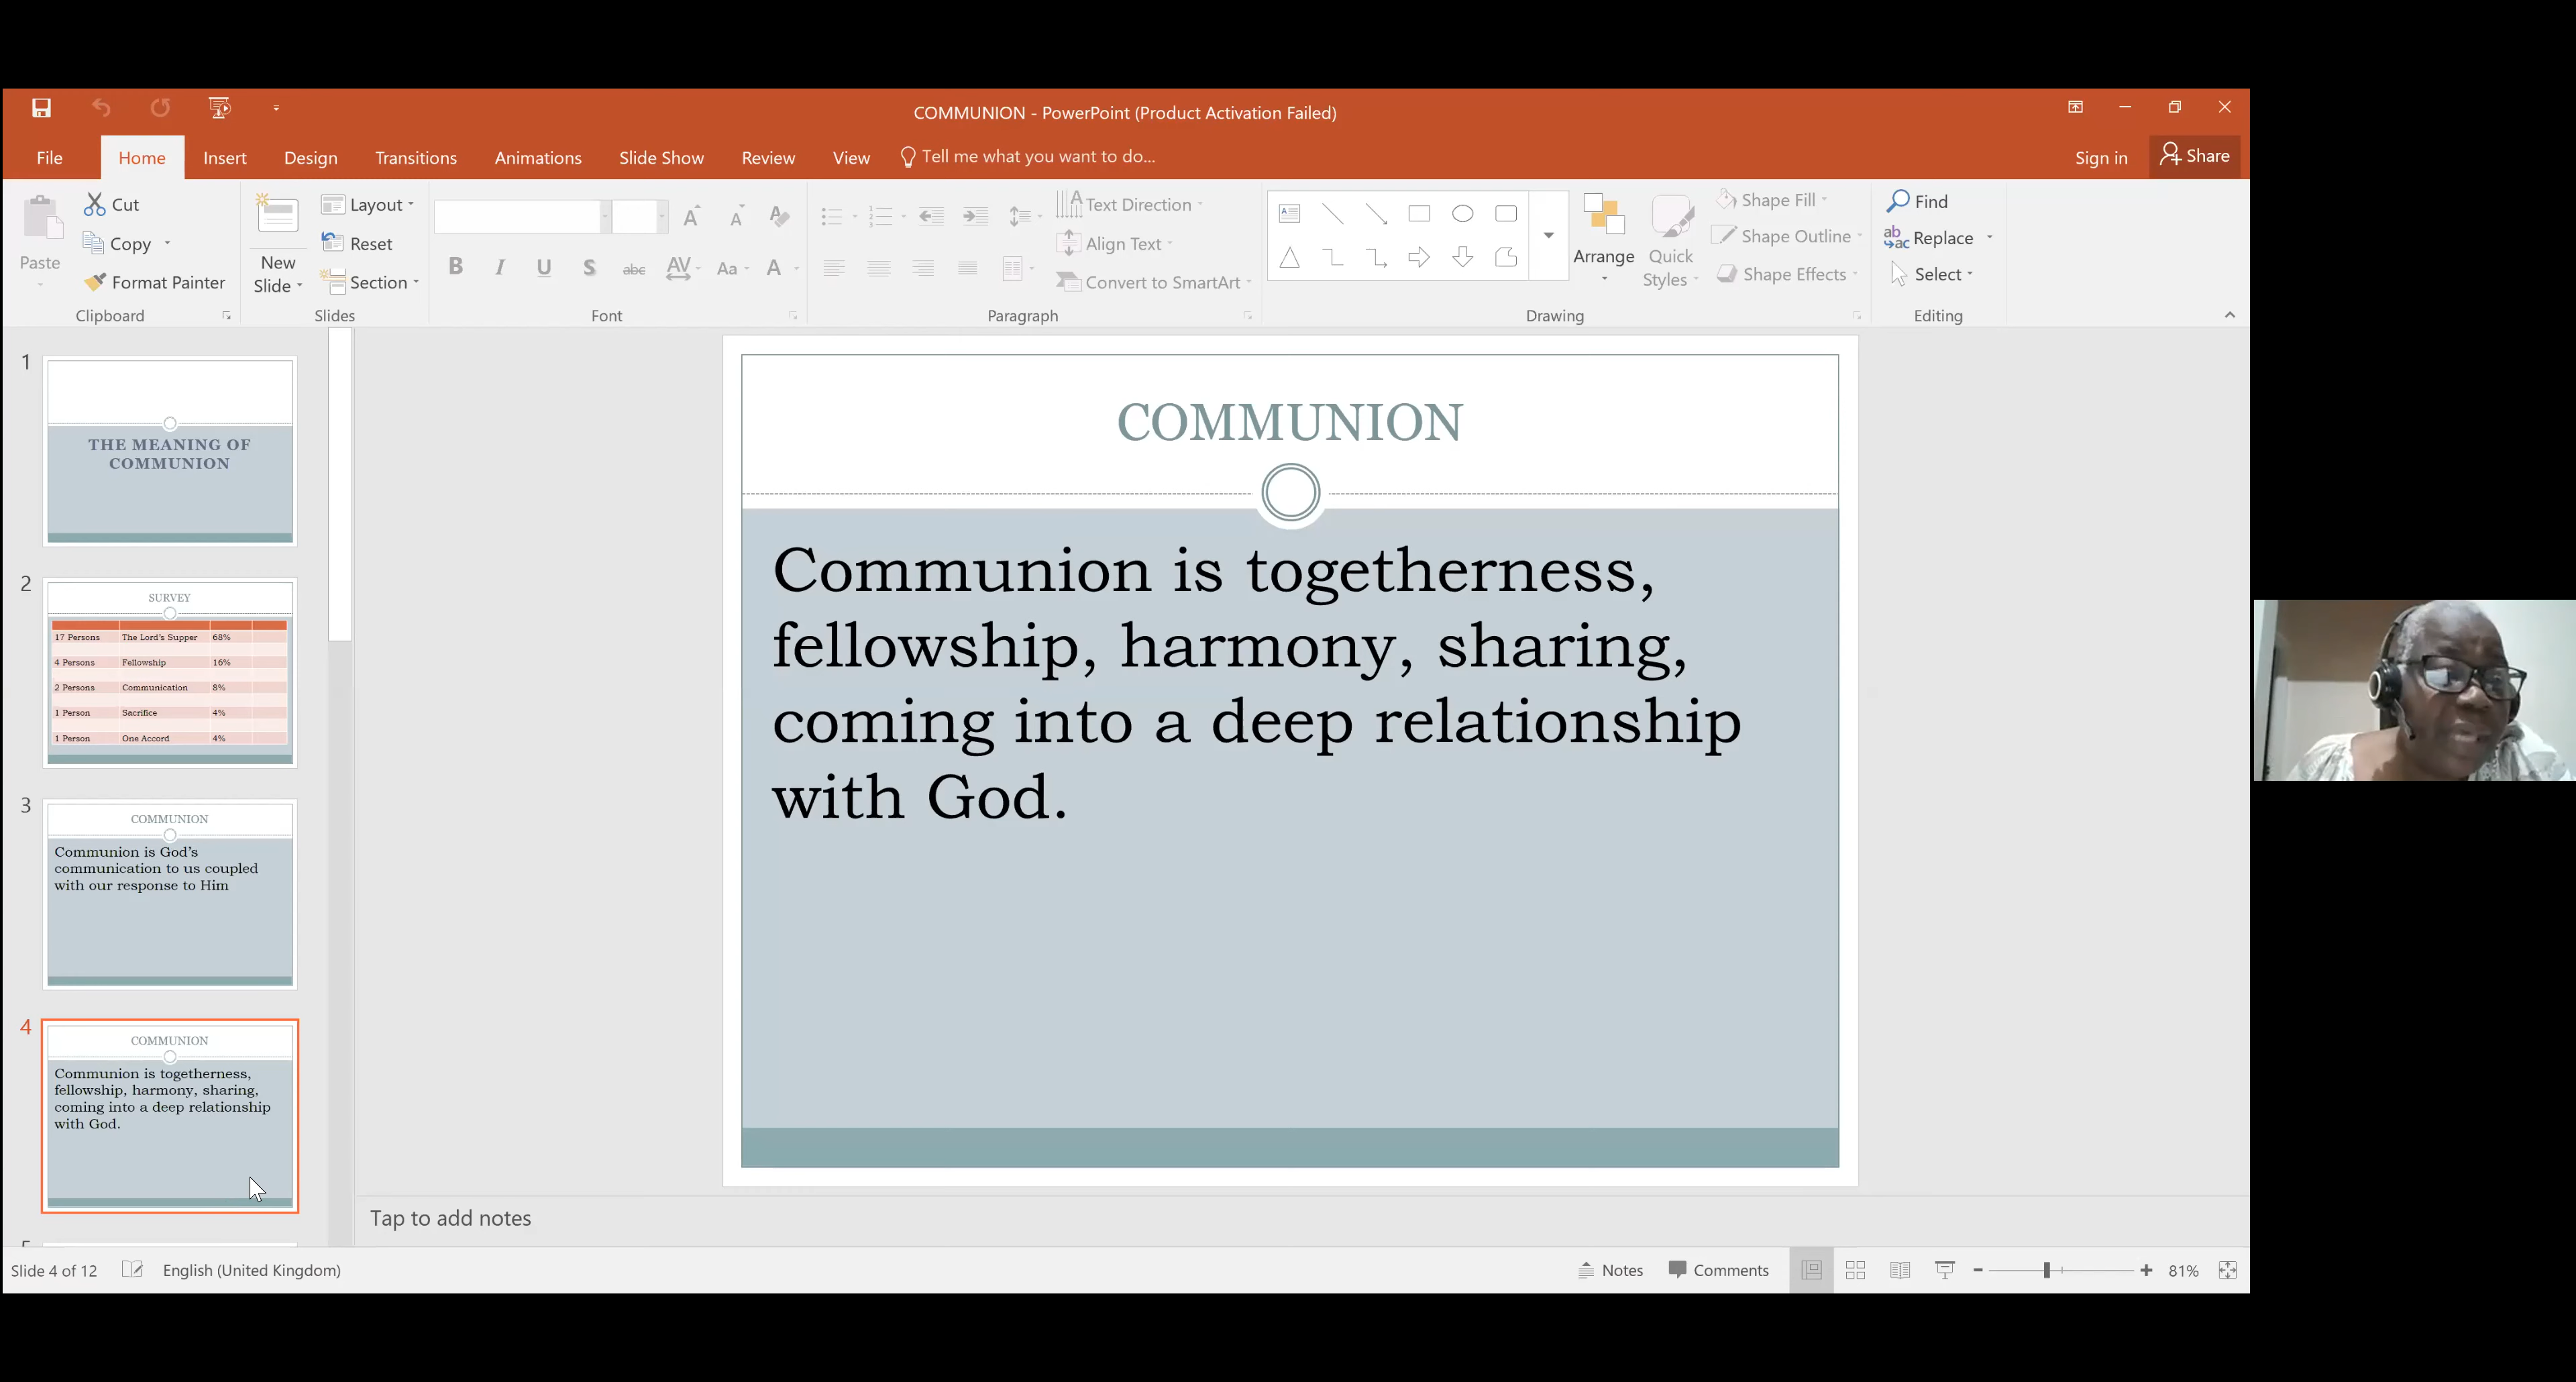 COMMUNION - PowerPoint (Product Activation Failed)
File Home Insert Design Transitions Animations Slide Show Review View Tell me what you want to do... Sign in Share
Paste
Cut
Copy
Format Painter
Clipboard
New
Slide
Layout
Reset
Section
Slides
B I U S abc AV Aa A
Font
Text Direction
Align Text
Convert to SmartArt
Paragraph
Arrange
Quick
Styles
Shape Fill
Shape Outline
Shape Effects
Drawing
Find
Replace
Select
Editing
1
THE MEANING OF
COMMUNION
2
SURVEY
17 Persons The Lord's Supper 68%
4 Persons Fellowship 16%
2 Persons Communication 8%
1 Person Sacrifice 4%
1 Person One Accord 4%
3
COMMUNION
Communion is God's
communication to us coupled
with our response to Him
4
COMMUNION
Communion is togetherness,
fellowship, harmony, sharing,
coming into a deep relationship
with God.
COMMUNION
Communion is togetherness,
fellowship, harmony, sharing,
coming into a deep relationship
with God.
Tap to add notes
Slide 4 of 12 English (United Kingdom) Notes Comments 81%